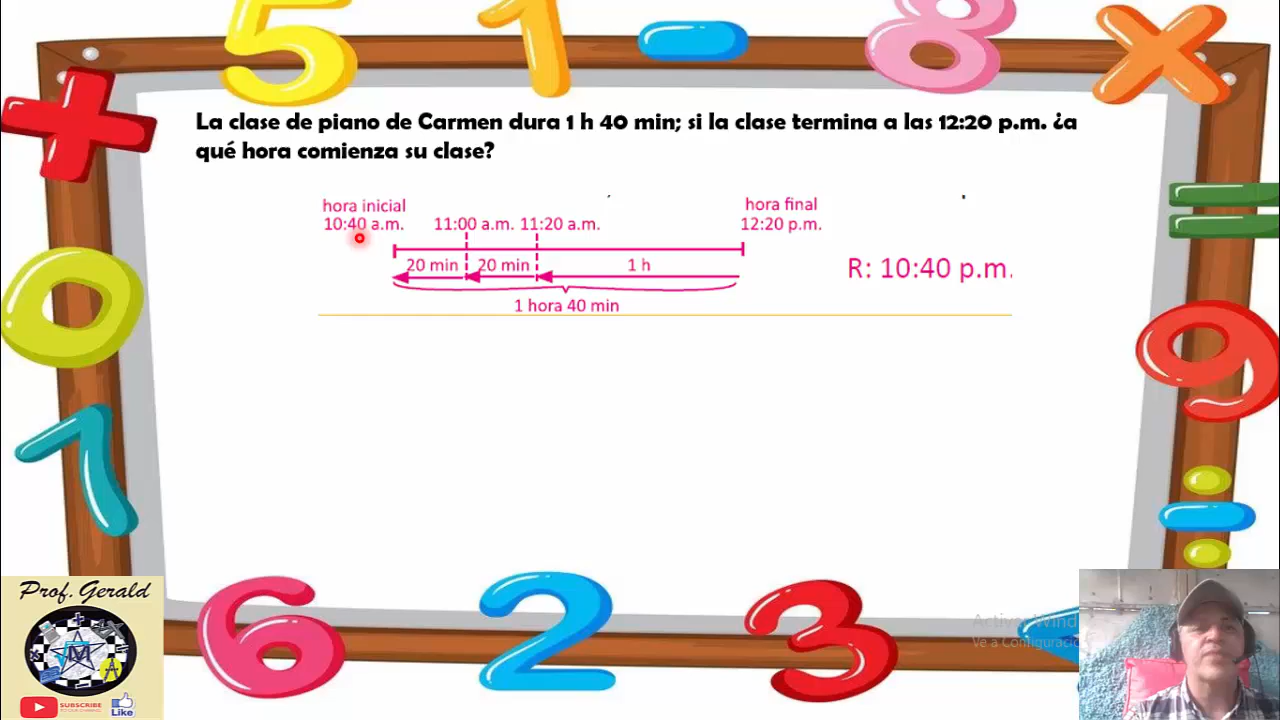 La clase de piano de Carmen dura 1 h 40 min; si la clase termina a las 12:20 p.m. ¿a
qué hora comienza su clase?
hora inicial
hora final
10:40 a.m.
11:00 a.m.
11:20 a.m.
12:20 p.m.
20 min
20 min
1 h
R: 10:40 p.m.
1 hora 40 min
Prof. Gerald
SUBSCRIBE
Like